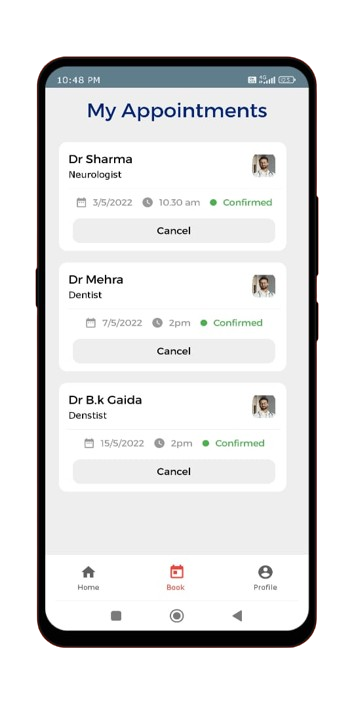 10:48 PM
My Appointments
Dr Sharma
Neurologist
3/5/2022 10.30 am Confirmed
Cancel
Dr Mehra
Dentist
7/5/2022 2pm Confirmed
Cancel
Dr B.k Gaida
Denstist
15/5/2022 2pm Confirmed
Cancel
Home Book Profile